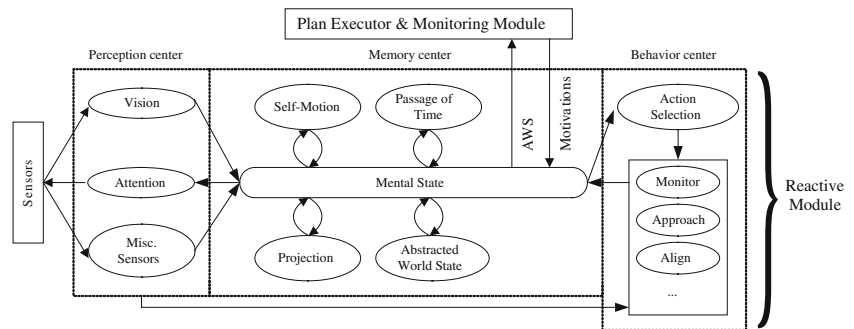 Plan Executor & Monitoring Module
Perception center
Memory center
Behavior center
Sensors
Vision
Attention
Misc.
Sensors
Self-Motion
Passage of
Time
Mental State
Projection
Abstracted
World State
AWS
Motivations
Action
Selection
Monitor
Approach
Align
...
Reactive
Module